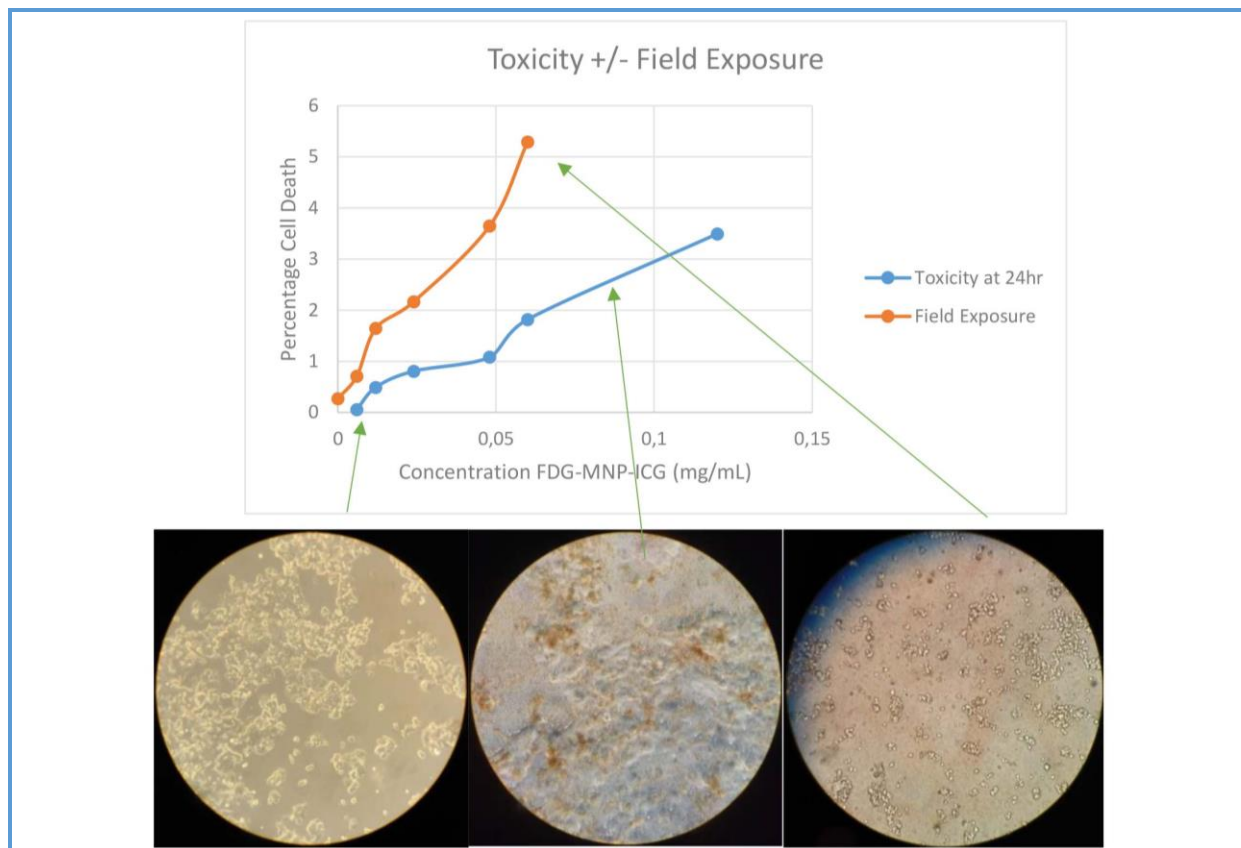 Toxicity +/- Field Exposure
6
5
4
3
2
1
0
Percentage Cell Death
0
0,05
0,1
0,15
Concentration FDG-MNP-ICG (mg/mL)
Toxicity at 24hr
Field Exposure